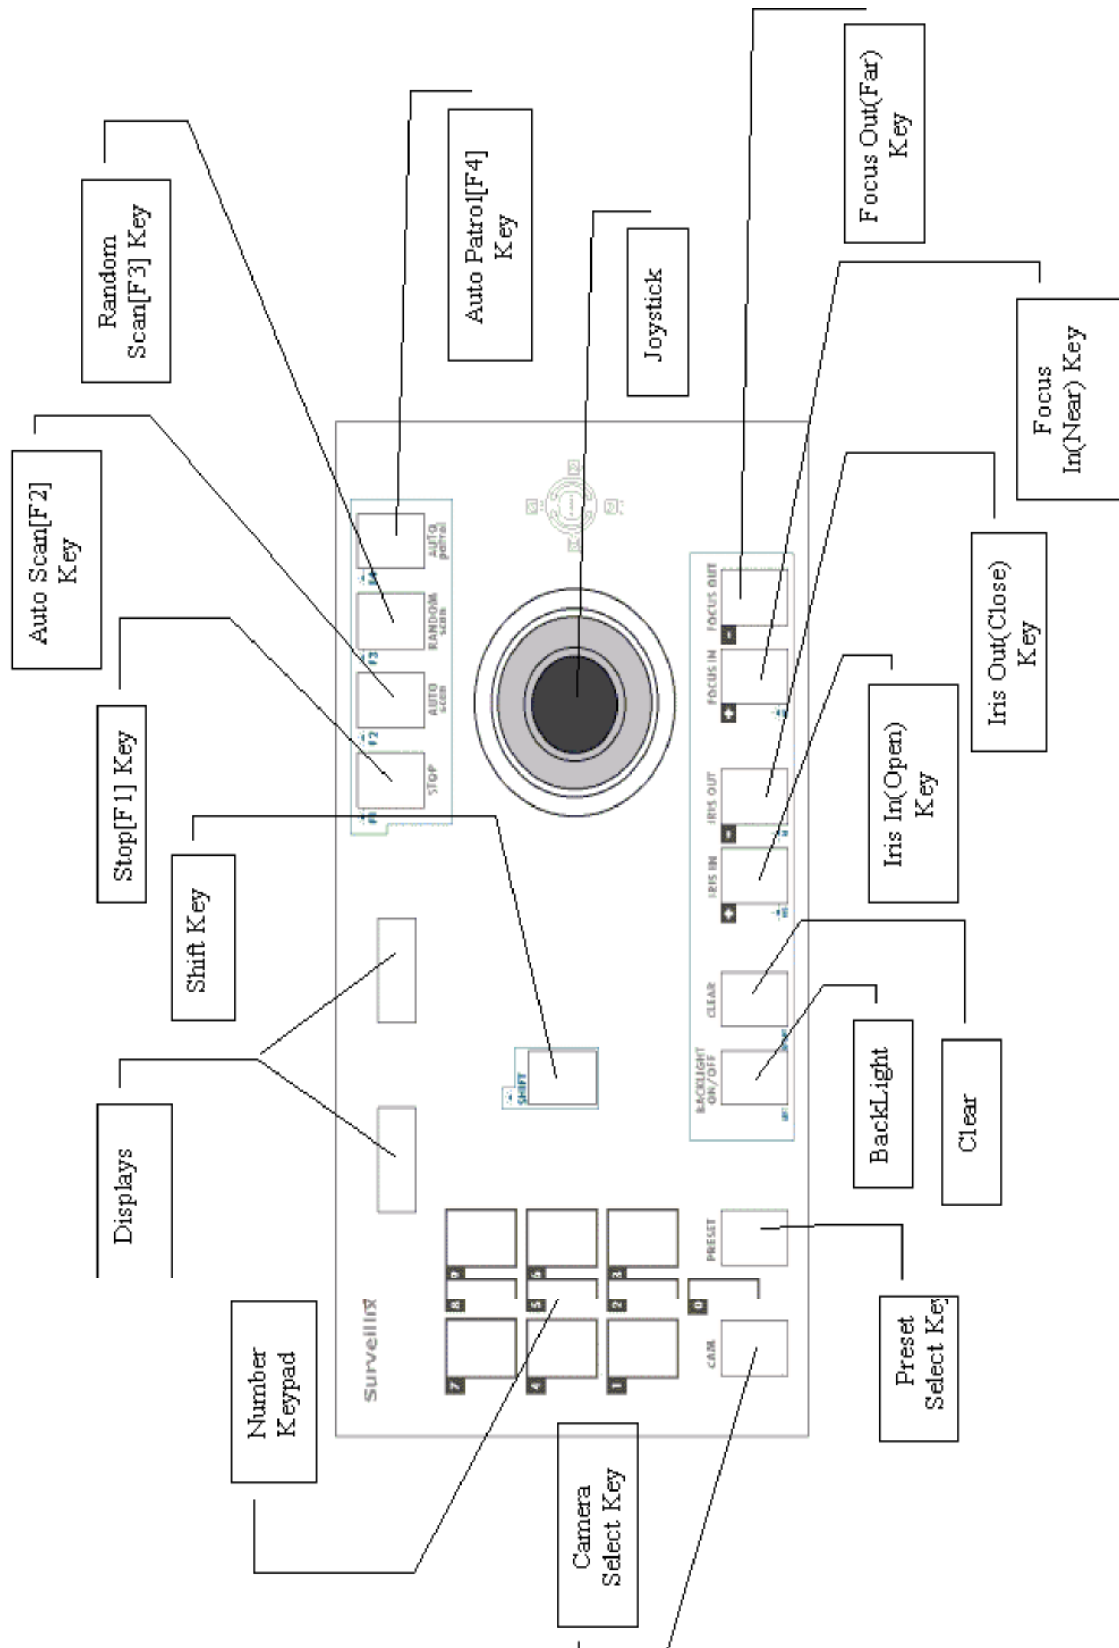 Displays
Shift Key
Stop[F1] Key
Auto Scan[F2]
Key
Random
Scan[F3] Key
Auto Patrol[F4]
Key
Joystick
Number
Keypad
Surveillix
F1
F2
F3
F4
STOP
AUTO
scan
RANDOM
scan
AUTO
patrol
7
8
9
4
5
6
1
2
3
0
SHIFT
CAM
PRESET
BACKLIGHT
ON/OFF
CLEAR
+
IRIS IN
-
IRIS OUT
+
FOCUS IN
-
FOCUS OUT
Camera
Select Key
Preset
Select Key
BackLight
Clear
Iris In(Open)
Key
Iris Out(Close)
Key
Focus
In(Near) Key
Focus Out(Far)
Key